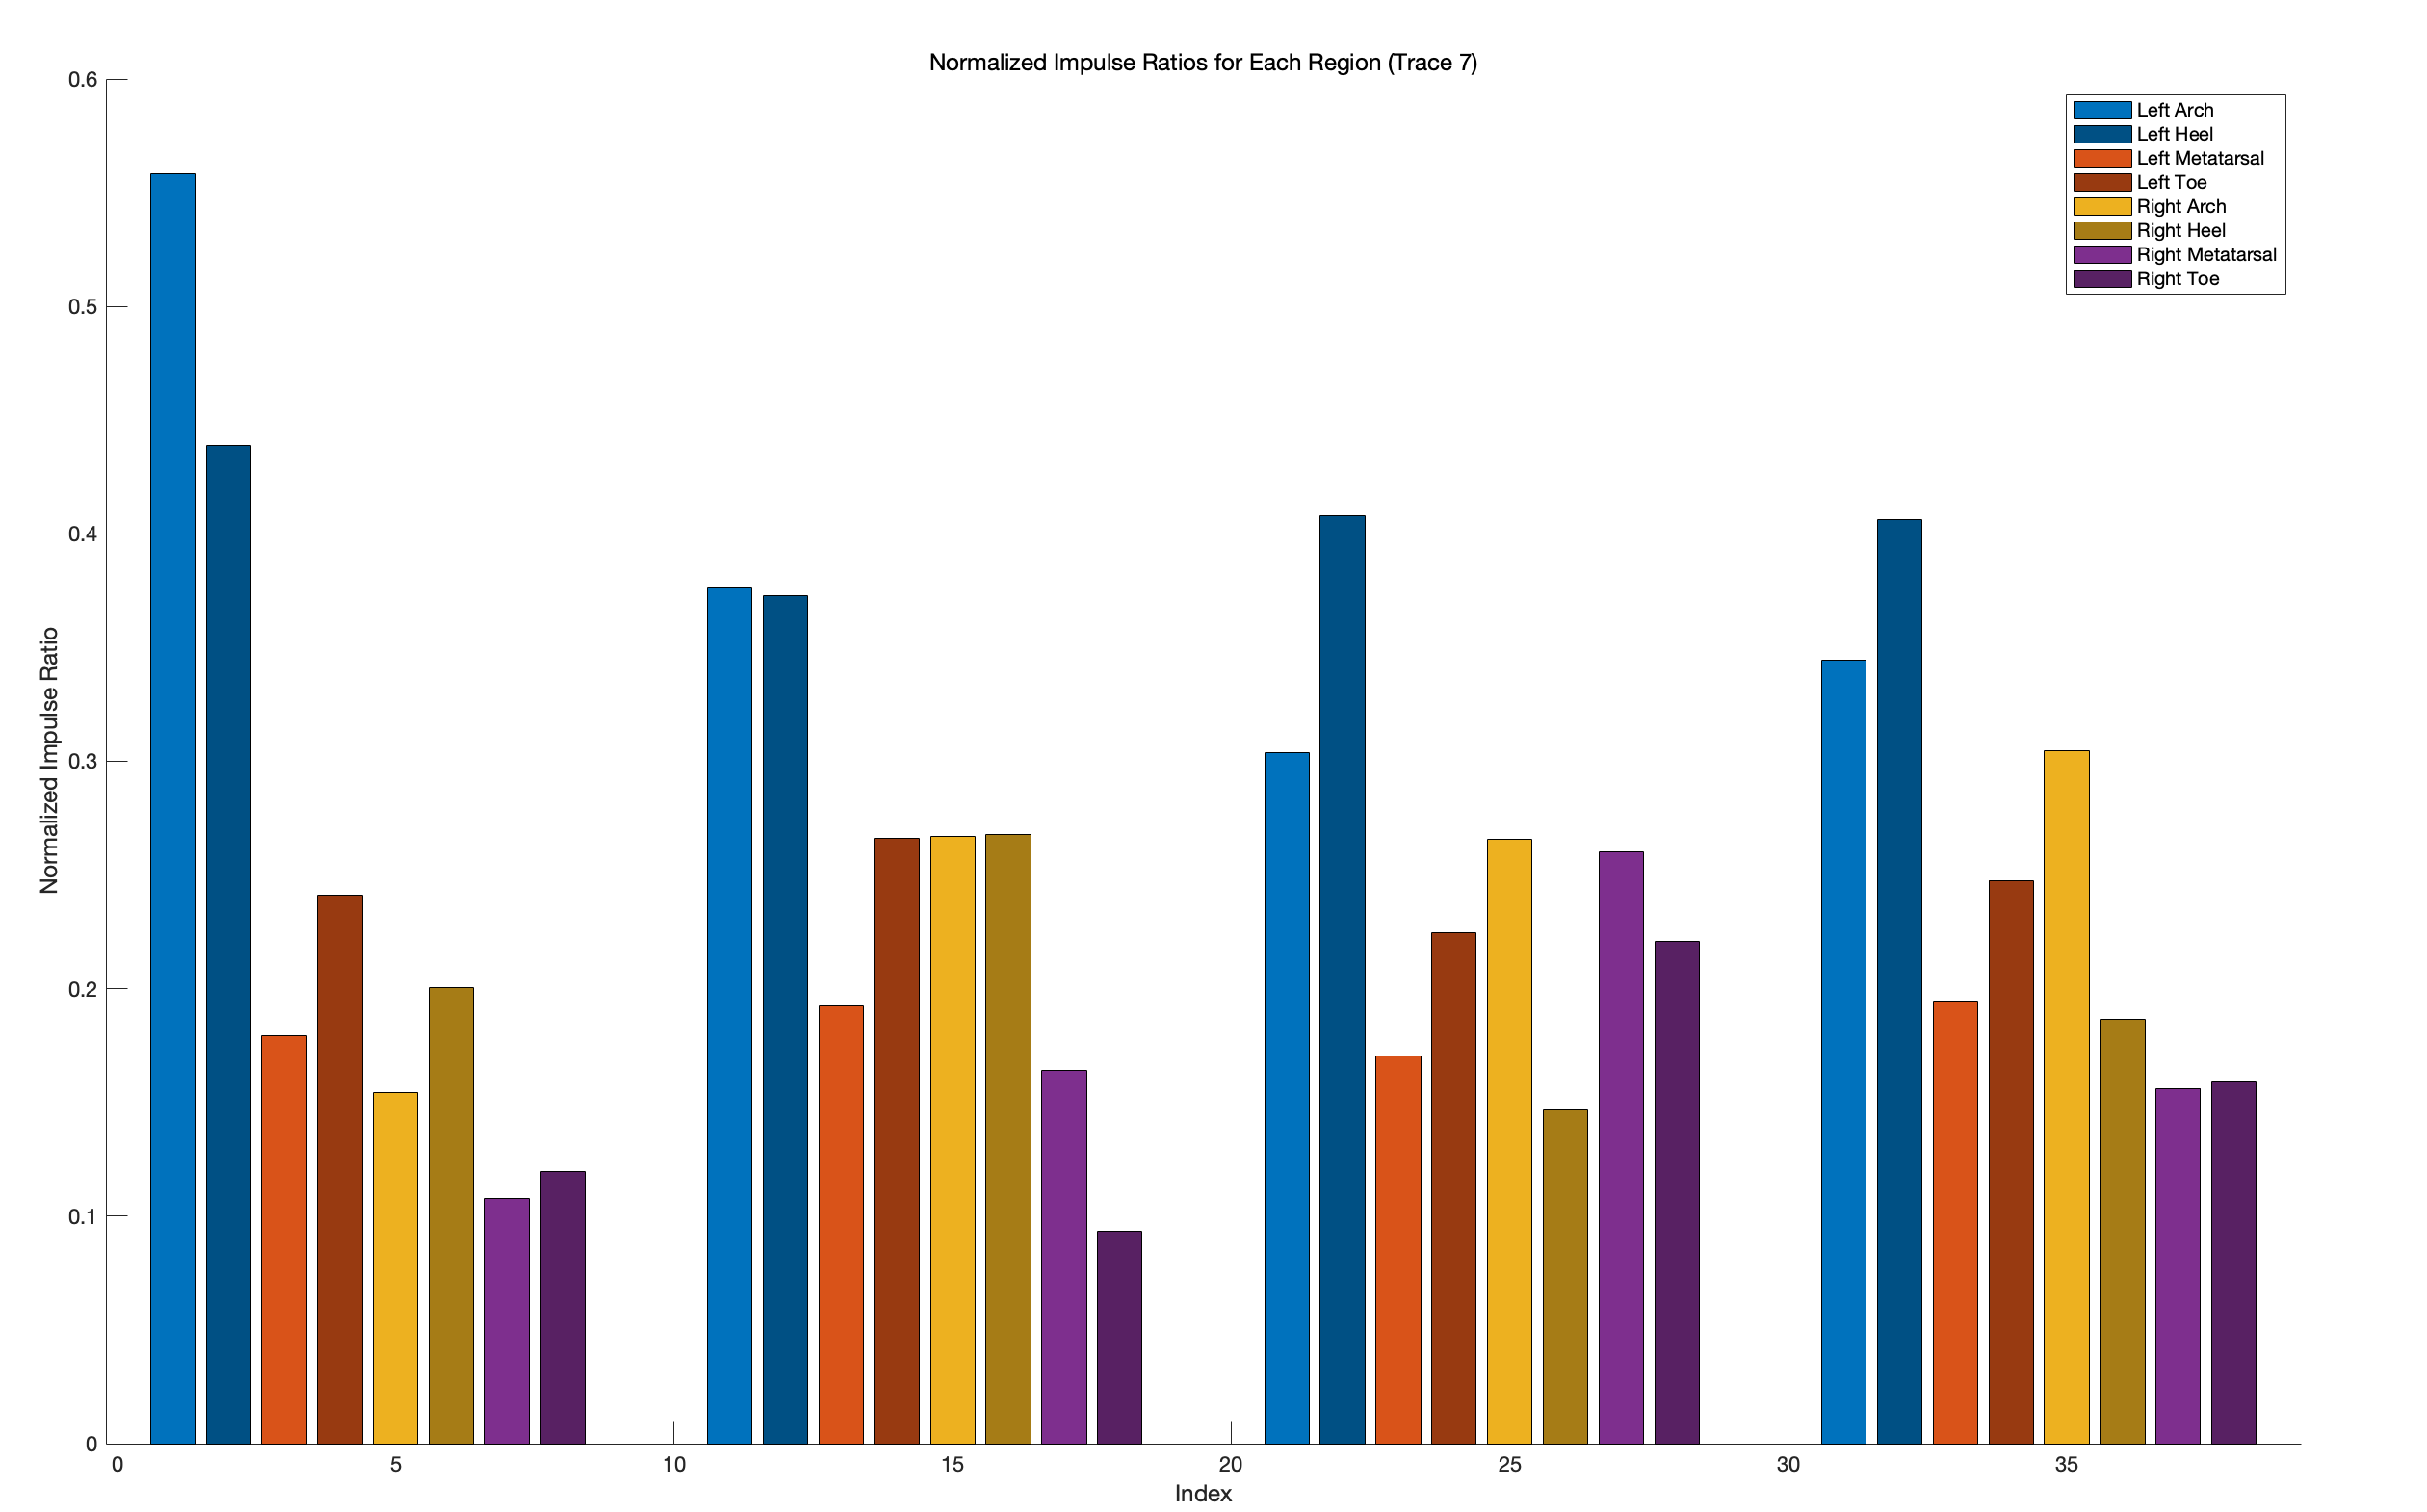 Normalized Impulse Ratios for Each Region (Trace 7)
0.6
0.5
0.4
0.3
0.2
0.1
0
Normalized Impulse Ratio
Left Arch
Left Heel
Left Metatarsal
Left Toe
Right Arch
Right Heel
Right Metatarsal
Right Toe
0 5 10 15 20 25 30 35
Index